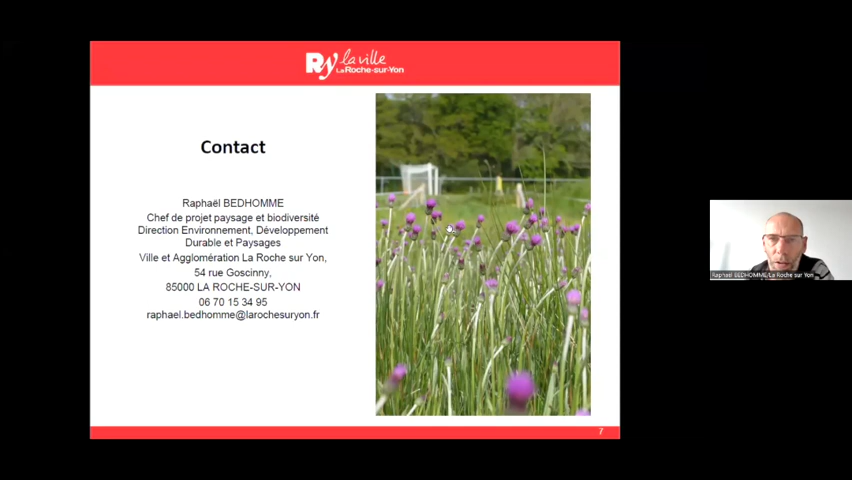 Ry la ville
La Roche-sur-Yon
Contact
Raphaël BEDHOMME
Chef de projet paysage et biodiversité
Direction Environnement, Développement
Durable et Paysages
Ville et Agglomération La Roche sur Yon,
54 rue Goscinny,
85000 LA ROCHE-SUR-YON
06 70 15 34 95
raphael.bedhomme@larochesuryon.fr
7
Raphaël BEDHOMME/La Roche sur Yon